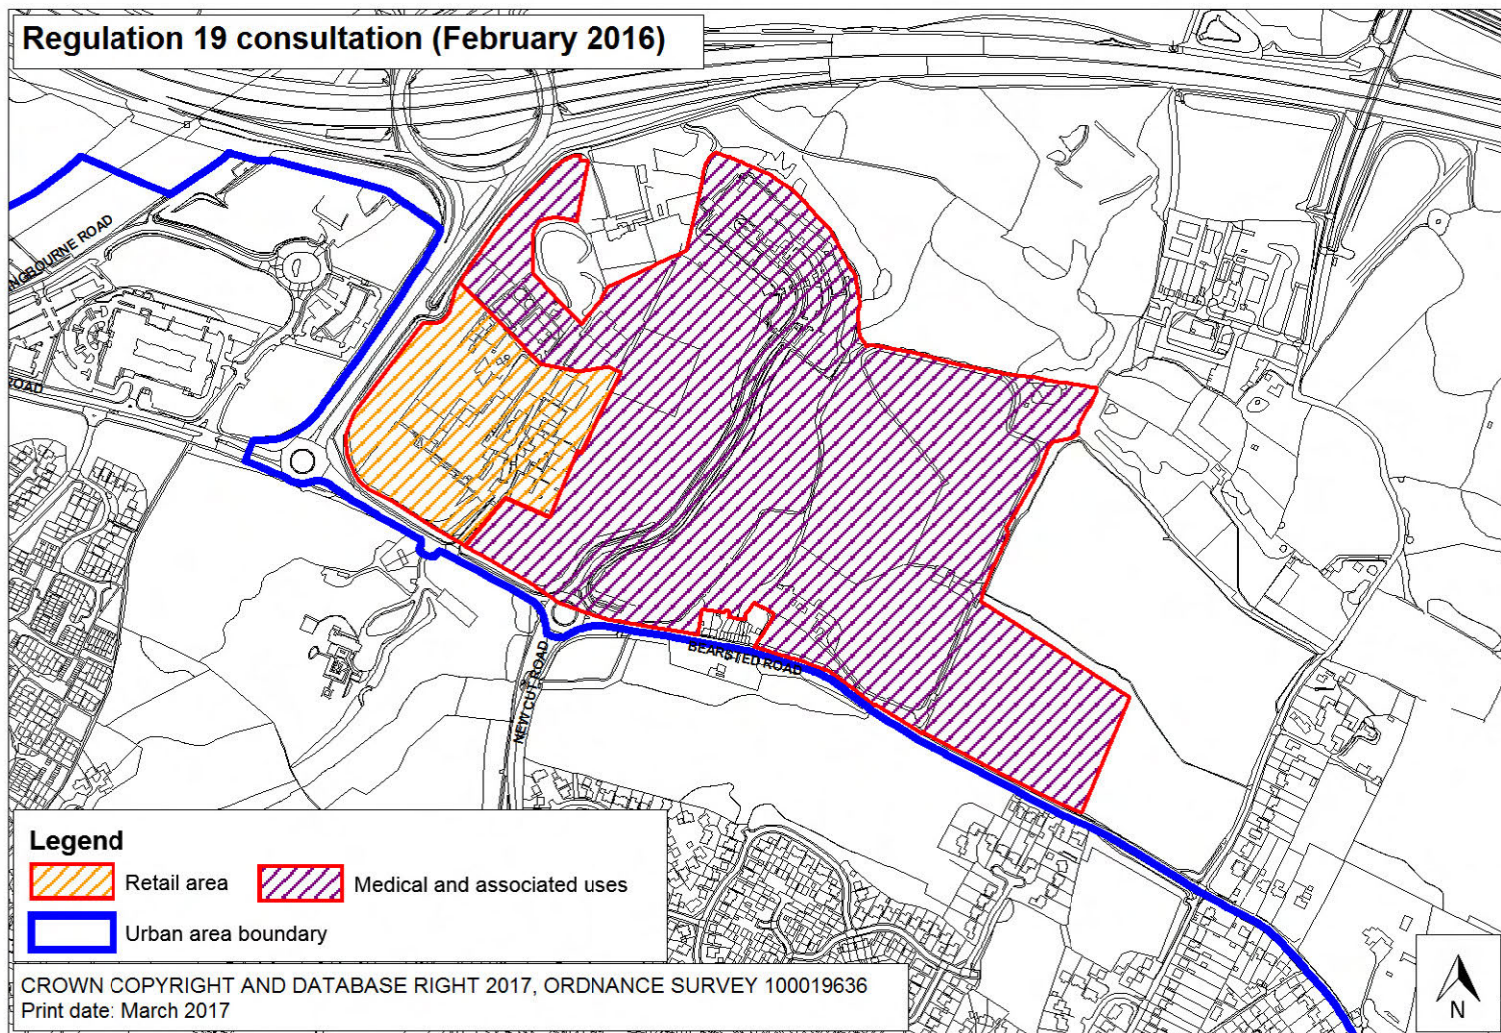 Regulation 19 consultation (February 2016)
NGBOURNE ROAD
ROAD
BEARSTED ROAD
NEW CUT ROAD
Legend
Retail area
Medical and associated uses
Urban area boundary
CROWN COPYRIGHT AND DATABASE RIGHT 2017, ORDNANCE SURVEY 100019636
Print date: March 2017
N